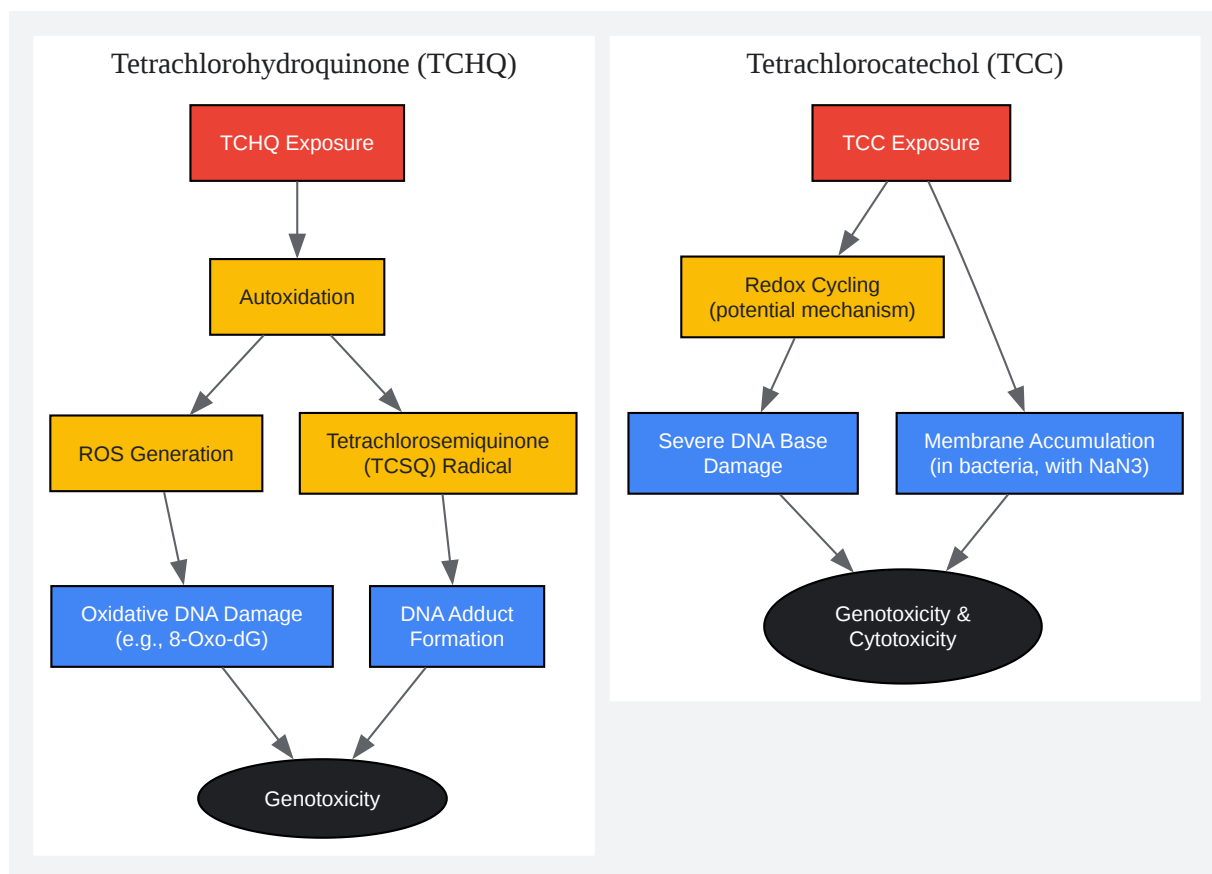 Tetrachlorohydroquinone (TCHQ)
TCHQ Exposure
Autoxidation
ROS Generation
Tetrachlorosemiquinone
(TCSQ) Radical
Oxidative DNA Damage
(e.g., 8-Oxo-dG)
DNA Adduct
Formation
Genotoxicity
Tetrachlorocatechol (TCC)
TCC Exposure
Redox Cycling
(potential mechanism)
Severe DNA Base
Damage
Membrane Accumulation
(in bacteria, with NaN3)
Genotoxicity &
Cytotoxicity